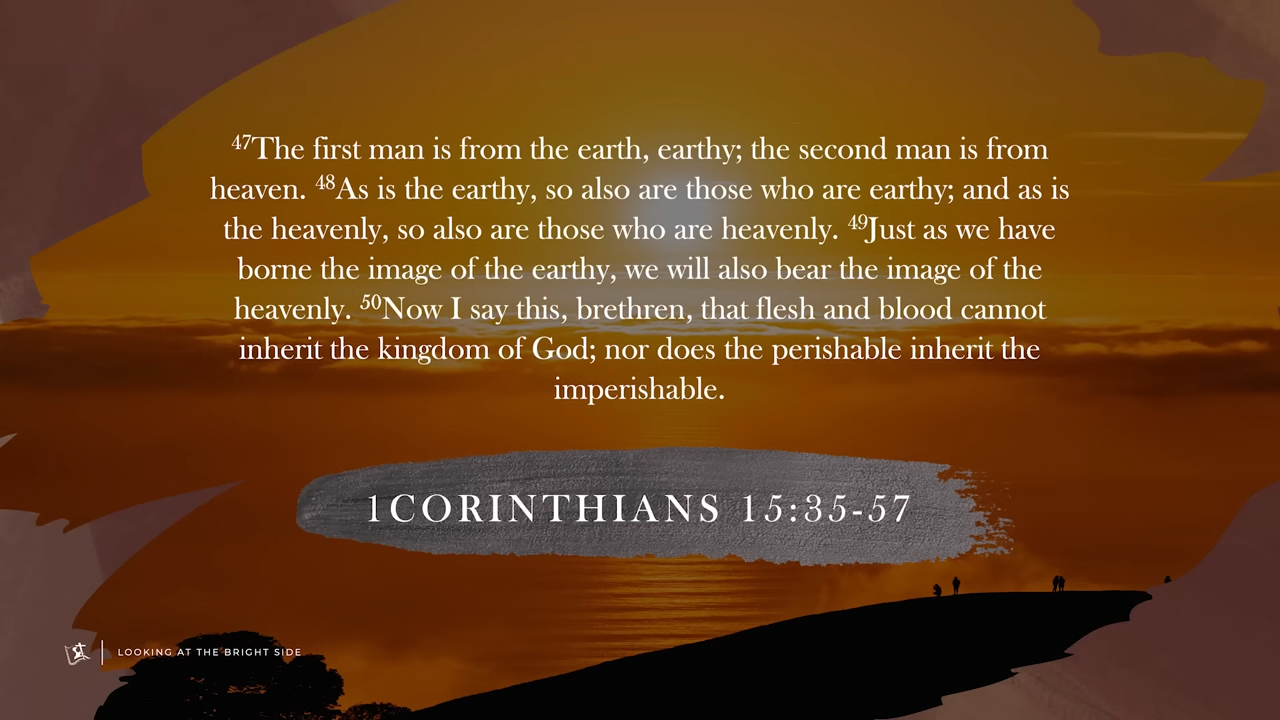 47The first man is from the earth, earthy; the second man is from
heaven. 48As is the earthy, so also are those who are earthy; and as is
the heavenly, so also are those who are heavenly. 49Just as we have
borne the image of the earthy, we will also bear the image of the
heavenly. 50Now I say this, brethren, that flesh and blood cannot
inherit the kingdom of God; nor does the perishable inherit the
imperishable.
1CORINTHIANS 15:35-57
LOOKING AT THE BRIGHT SIDE